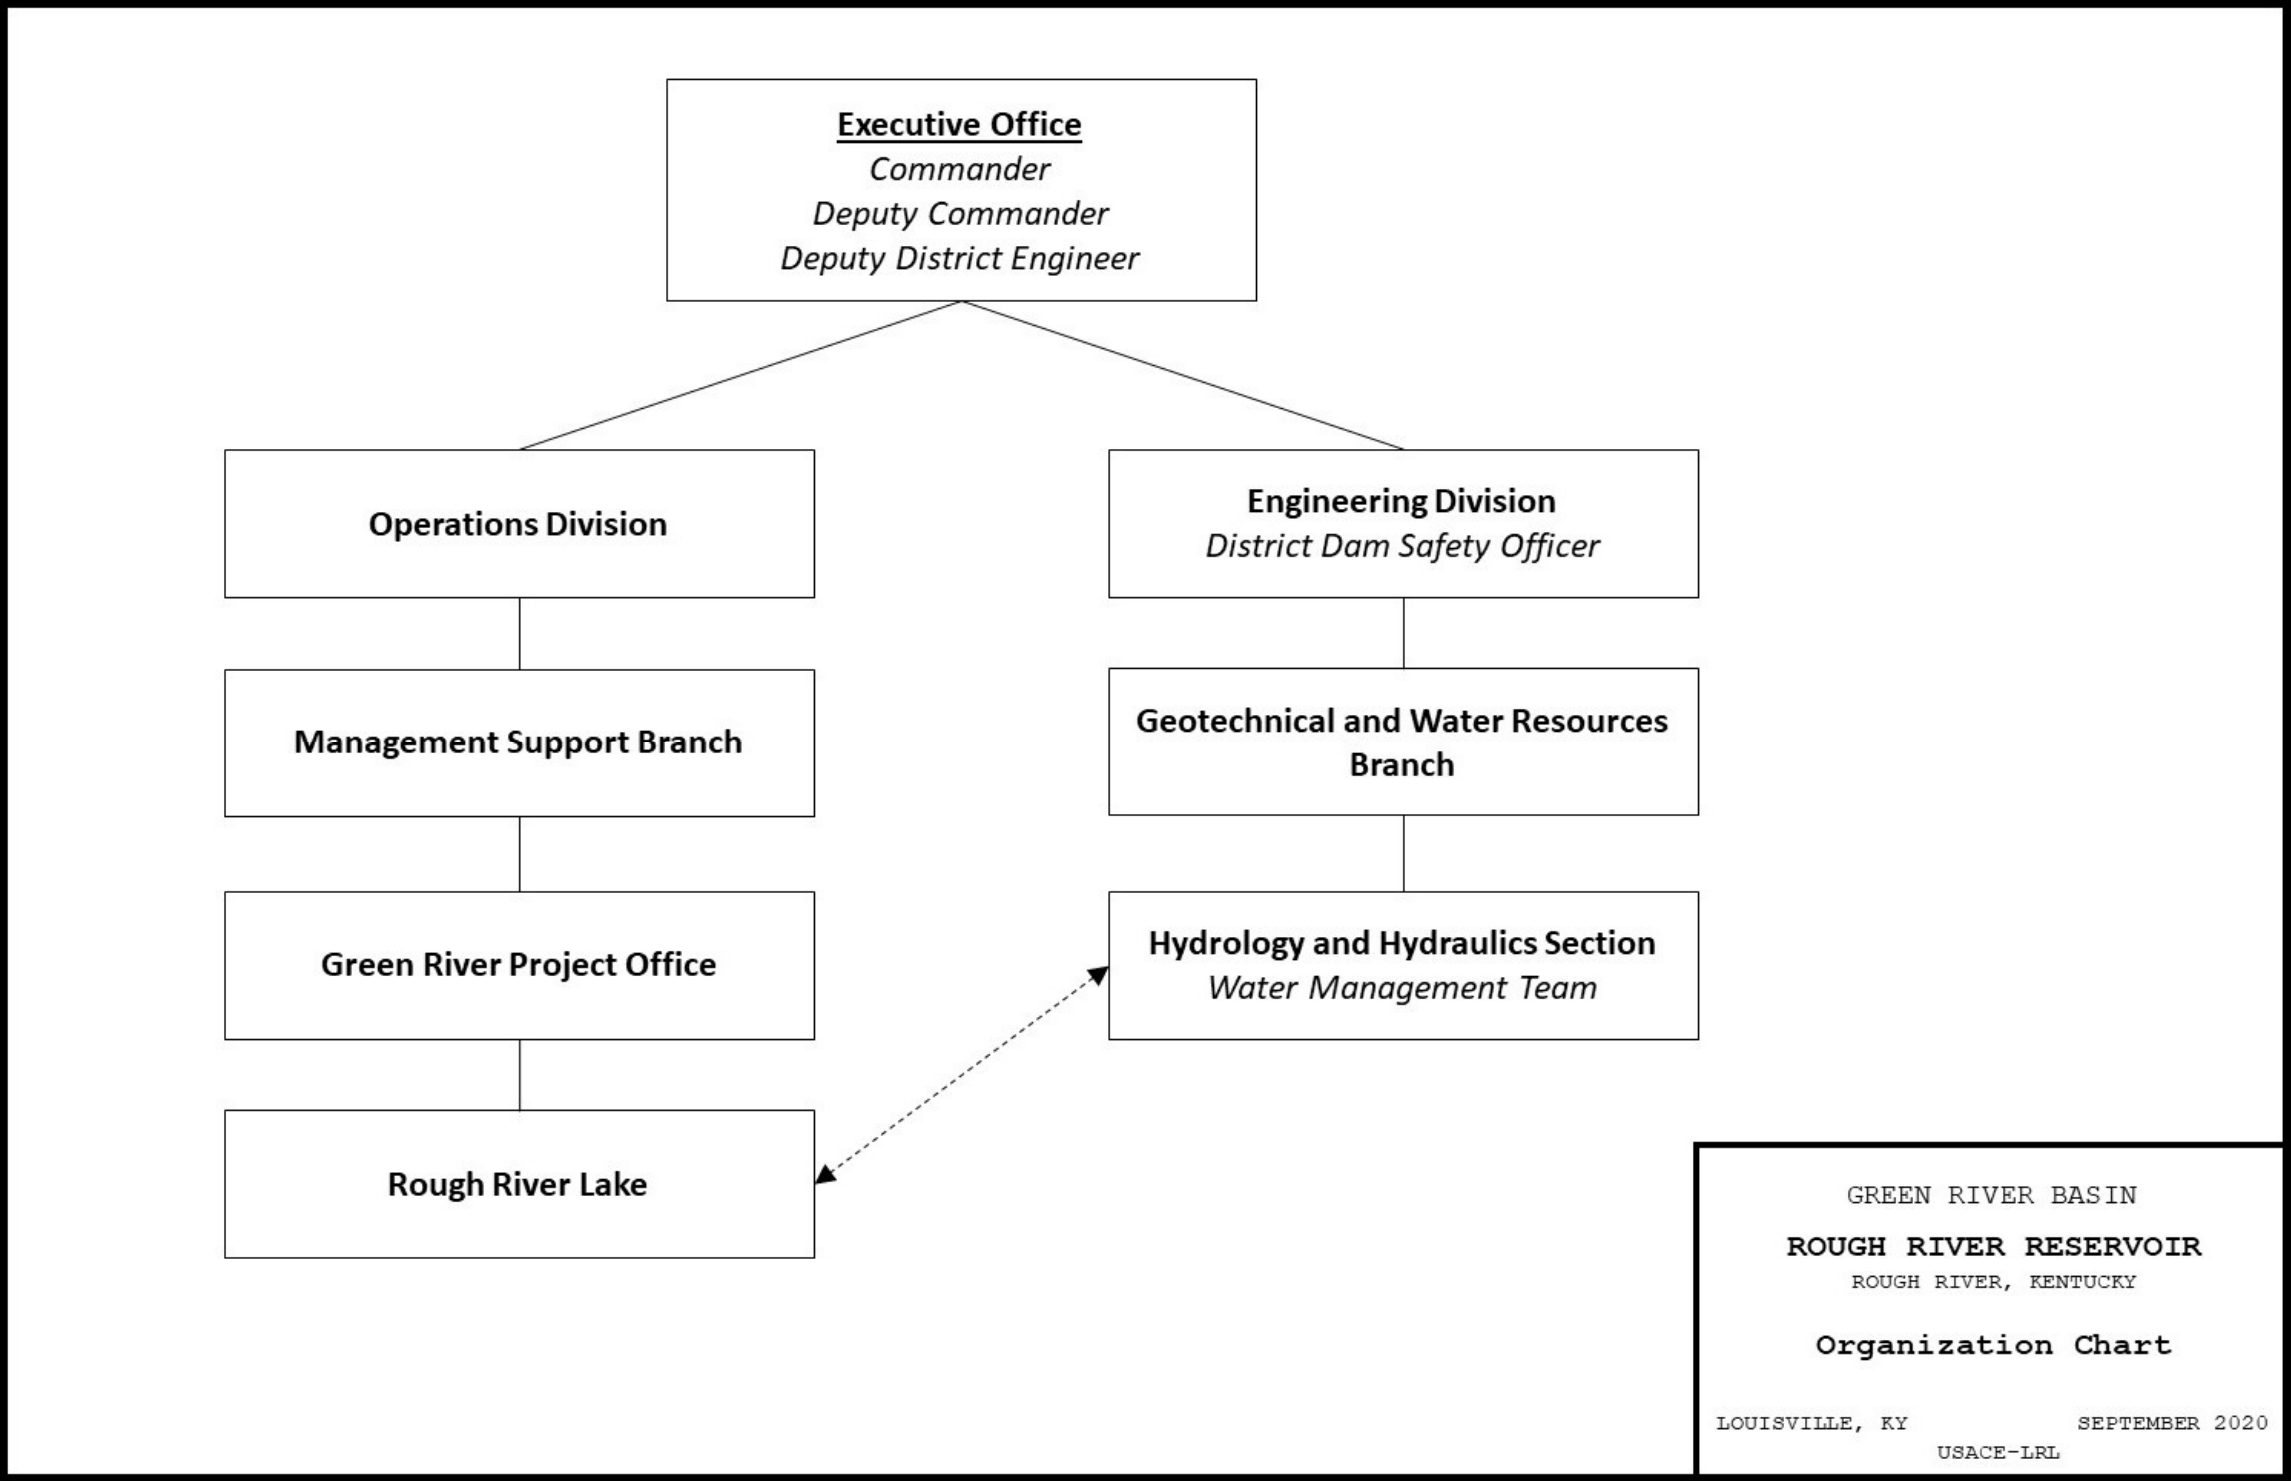 Executive Office
Commander
Deputy Commander
Deputy District Engineer
Operations Division
Engineering Division
District Dam Safety Officer
Management Support Branch
Geotechnical and Water Resources
Branch
Green River Project Office
Hydrology and Hydraulics Section
Water Management Team
Rough River Lake
GREEN RIVER BASIN
ROUGH RIVER RESERVOIR
ROUGH RIVER, KENTUCKY
Organization Chart
LOUISVILLE, KY SEPTEMBER 2020
USACE-LRL